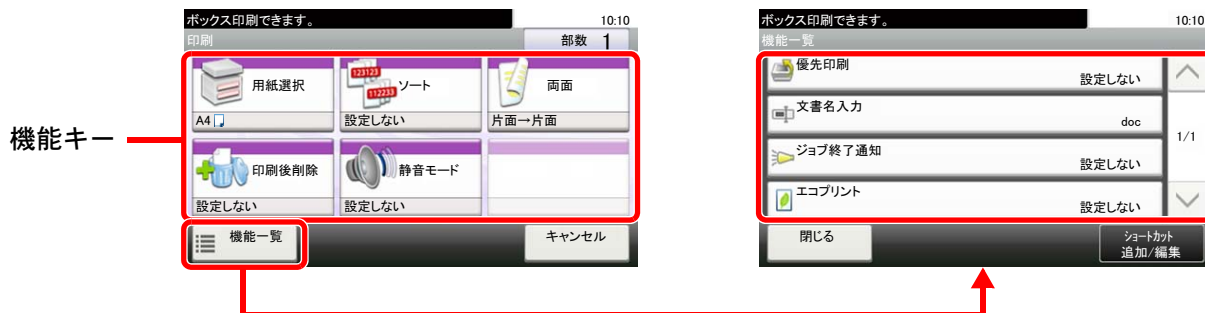 ボックス印刷できます。 10:10
印刷 部数 1
用紙選択 ソート 両面
A4 設定しない 片面→片面
印刷後削除 静音モード
設定しない 設定しない
機能一覧 キャンセル
機能キー
ボックス印刷できます。 10:10
機能一覧
優先印刷
設定しない
文書名入力
doc
1/1
ジョブ終了通知
設定しない
エコプリント
設定しない
閉じる ショートカット
追加/編集
123123
112233